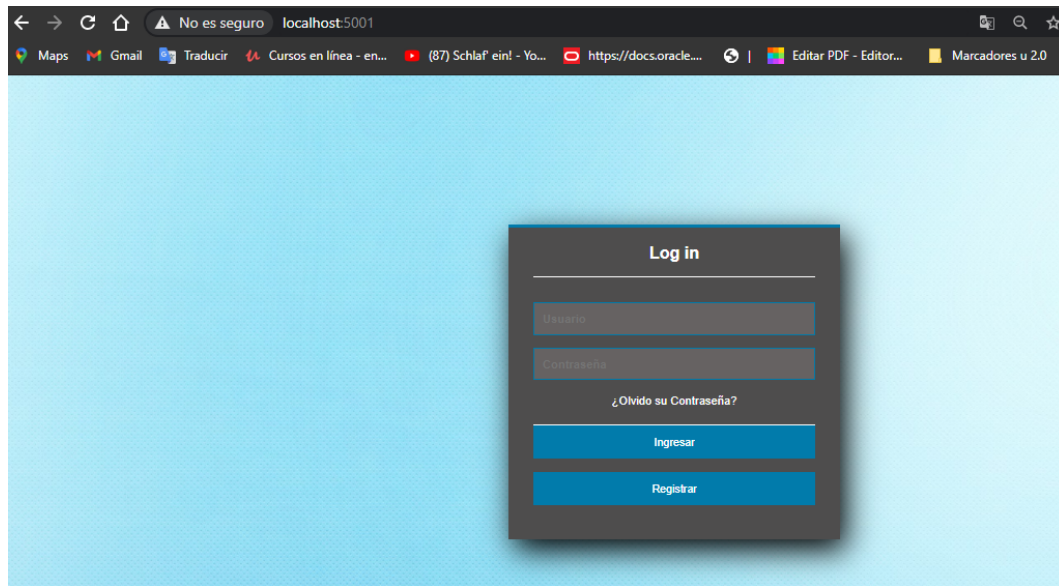 No es seguro localhost:5001
Maps Gmail Traducir Cursos en línea - en... (87) Schlaf' ein! - Yo... https://docs.oracle.... | Editar PDF - Editor... Marcadores u 2.0
Log in
Usuario
Contraseña
¿Olvido su Contraseña?
Ingresar
Registrar